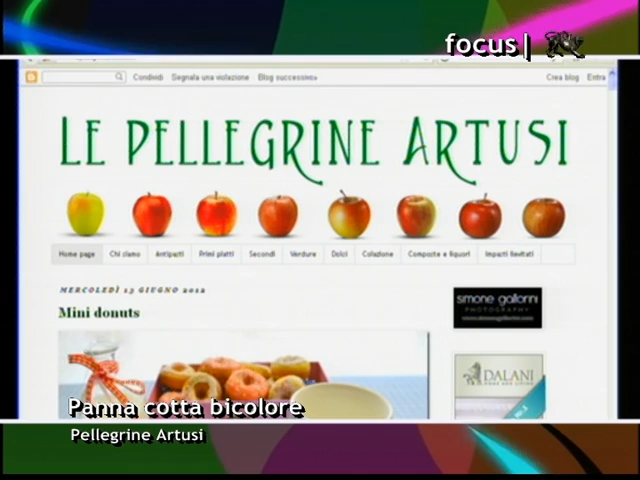 focus|
Condividi Segnala una violazione Blog successivo» Crea blog Entra
LE PELLEGRINE ARTUSI
Home page Chi siamo Antipasti Primi piatti Secondi Verdure Dolci Colazione Composte e liquori Impasti lievitati
MERCOLEDÌ 13 GIUGNO 2012
Mini donuts
simone gallorini
PHOTOGRAPHY
DALANI
Panna cotta bicolore
Pellegrine Artusi